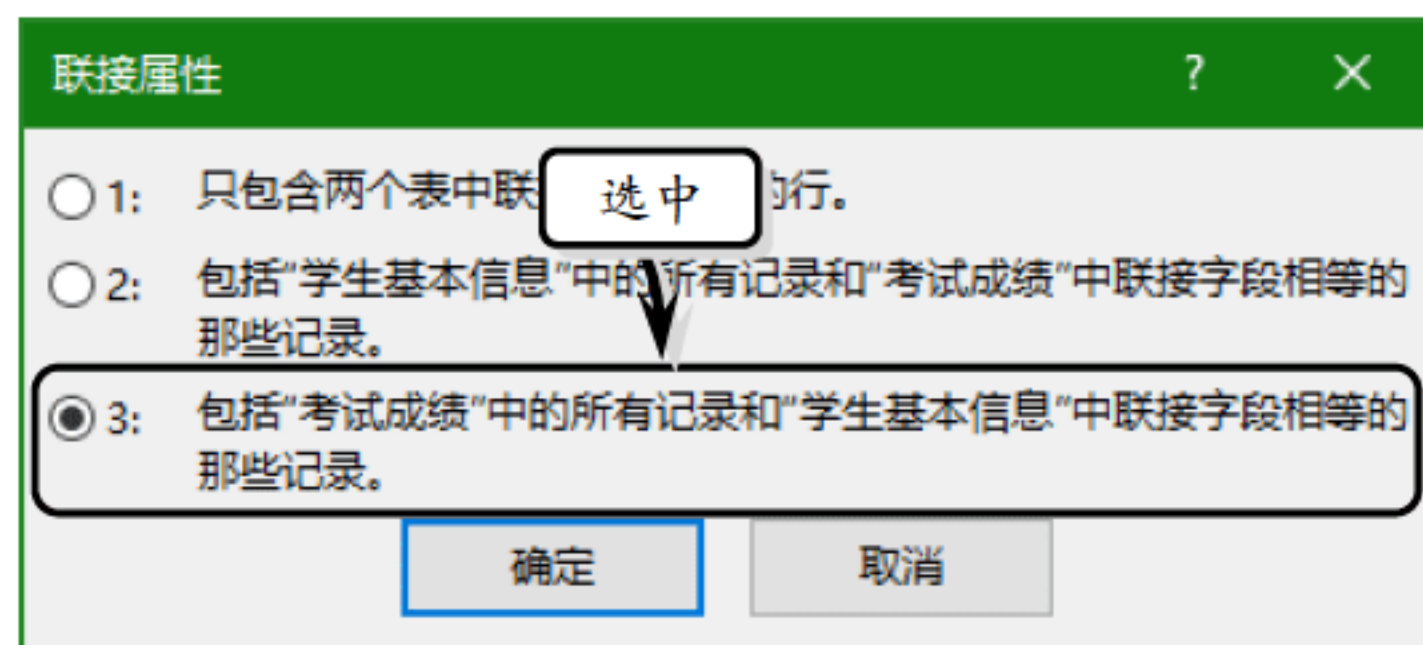 联接属性
1: 只包含两个表中联 的行。
选中
2: 包括“学生基本信息”中的所有记录和“考试成绩”中联接字段相等的
那些记录。
3: 包括“考试成绩”中的所有记录和“学生基本信息”中联接字段相等的
那些记录。
确定 取消